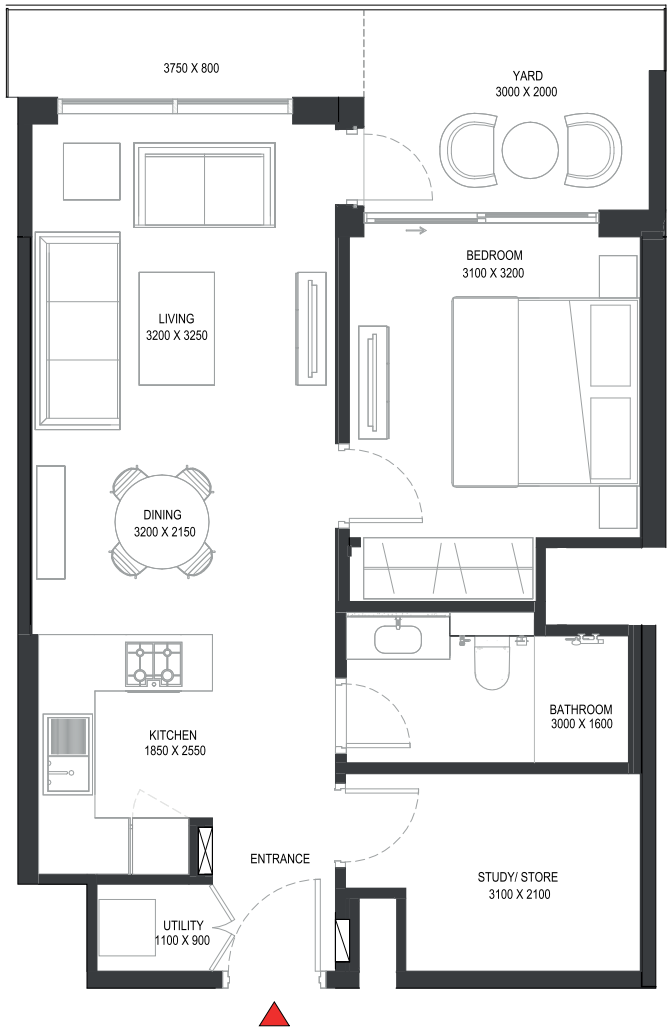 3750 X 800
YARD
3000 X 2000
BEDROOM
3100 X 3200
LIVING
3200 X 3250
DINING
3200 X 2150
KITCHEN
1850 X 2550
BATHROOM
3000 X 1600
ENTRANCE
STUDY/ STORE
3100 X 2100
UTILITY
1100 X 900